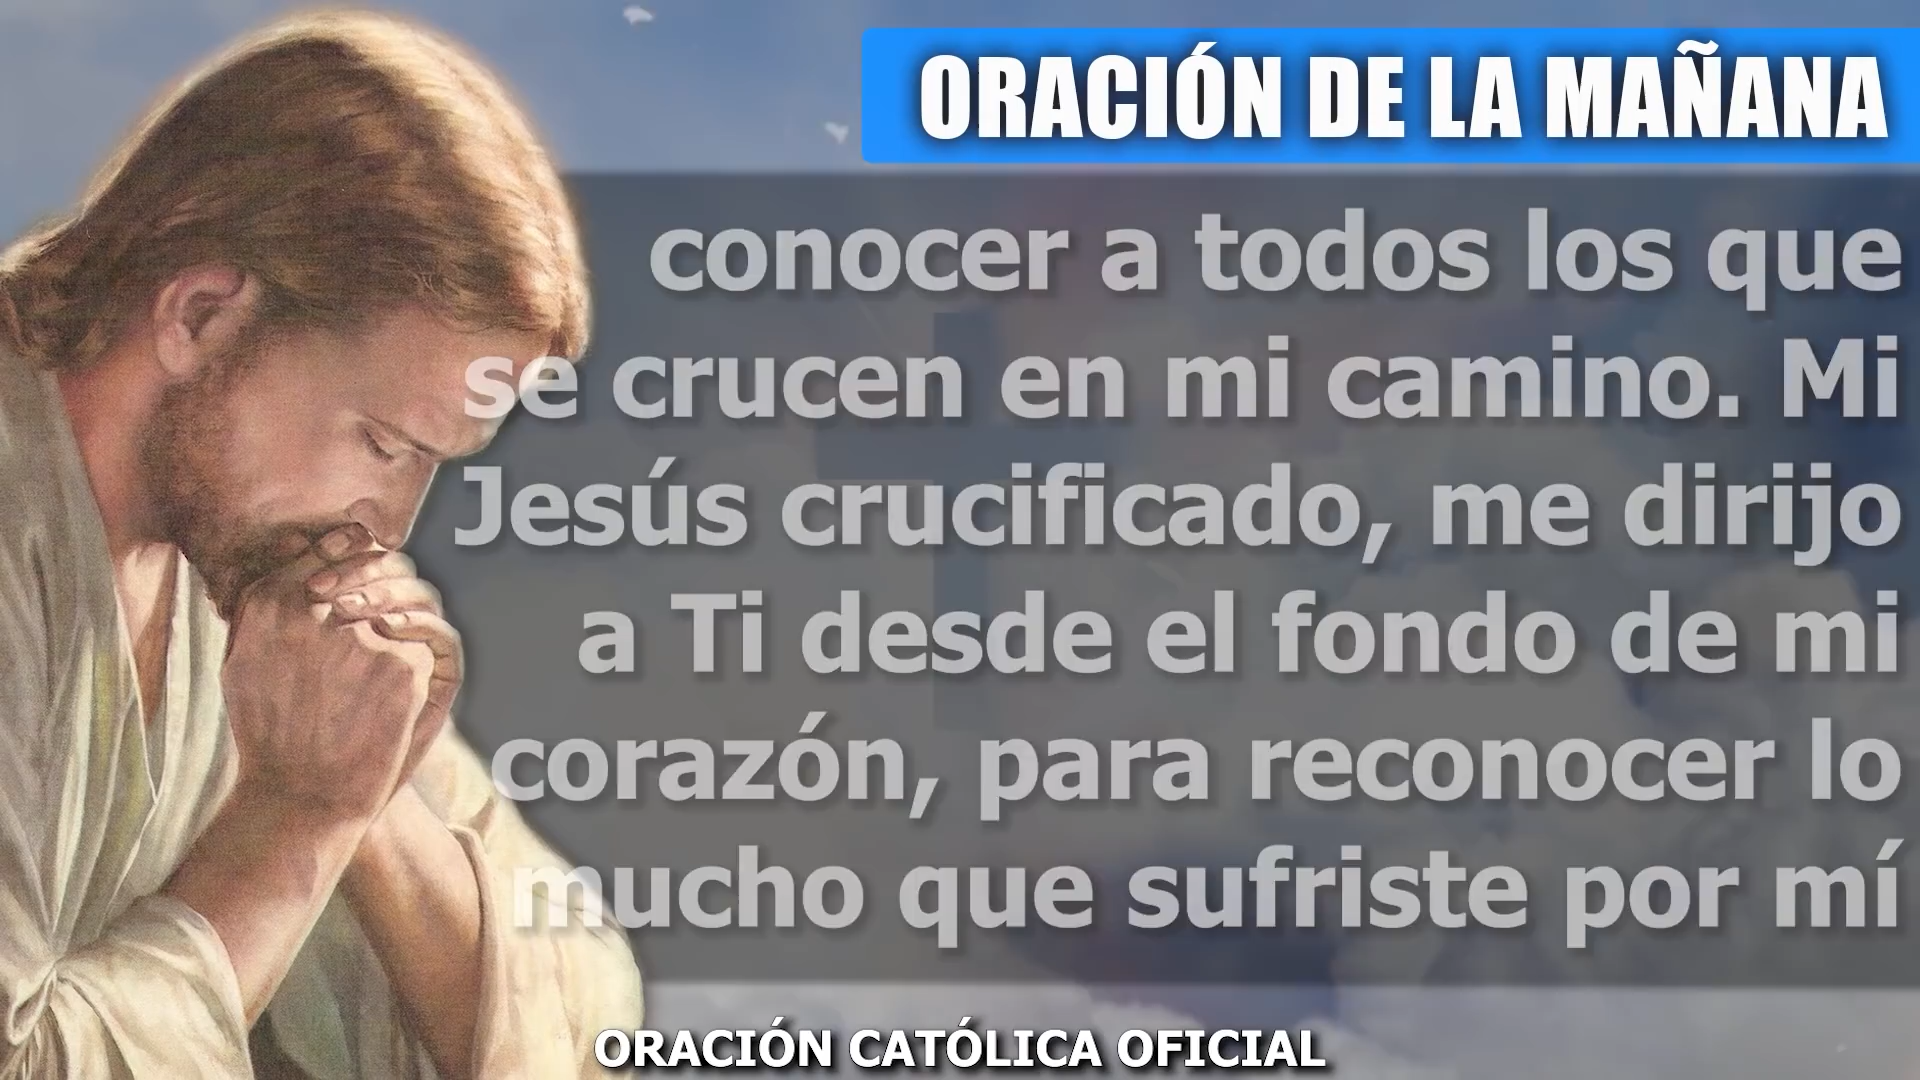 ORACIÓN DE LA MAÑANA
conocer a todos los que
se crucen en mi camino. Mi
Jesús crucificado, me dirijo
a Ti desde el fondo de mi
corazón, para reconocer lo
mucho que sufriste por mí
ORACIÓN CATÓLICA OFICIAL